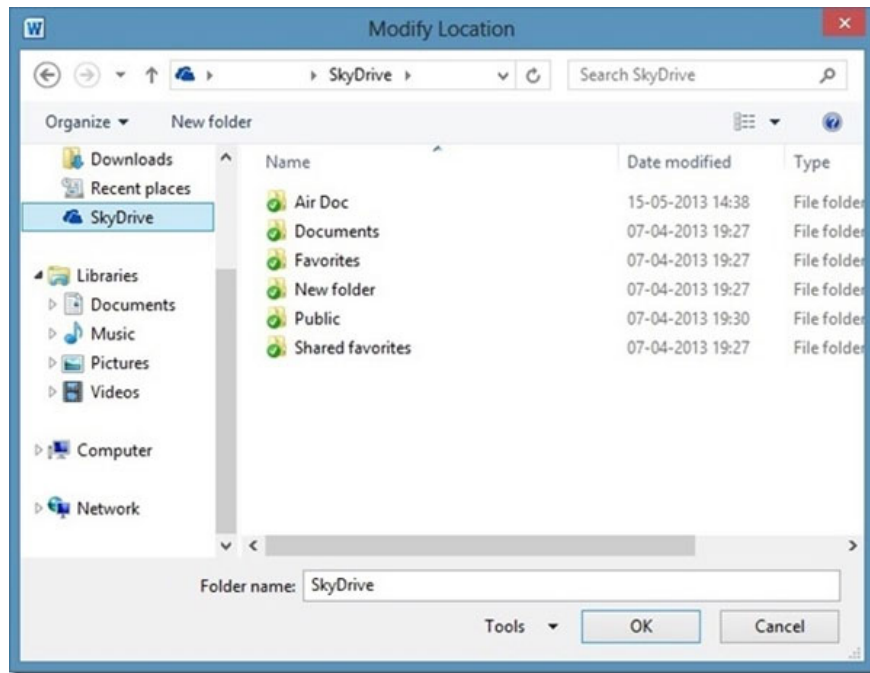 W Modify Location
SkyDrive Search SkyDrive
Organize New folder
Downloads
Recent places
SkyDrive
Libraries
Documents
Music
Pictures
Videos
Computer
Network
Name Date modified Type
Air Doc 15-05-2013 14:38 File folder
Documents 07-04-2013 19:27 File folder
Favorites 07-04-2013 19:27 File folder
New folder 07-04-2013 19:27 File folder
Public 07-04-2013 19:30 File folder
Shared favorites 07-04-2013 19:27 File folder
Folder name: SkyDrive
Tools OK Cancel